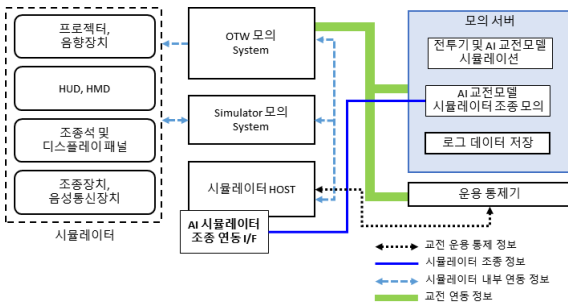 프로젝터,
음향장치
HUD, HMD
조종석 및
디스플레이 패널
조종장치,
음성통신장치
시뮬레이터
OTW 모의
System
Simulator 모의
System
시뮬레이터 HOST
AI 시뮬레이터
조종 연동 I/F
모의 서버
전투기 및 AI 교전모델
시뮬레이션
AI 교전모델
시뮬레이터 조종 모의
로그 데이터 저장
운용 통제기
교전 운용 통제 정보
시뮬레이터 조종 정보
시뮬레이터 내부 연동 정보
교전 연동 정보